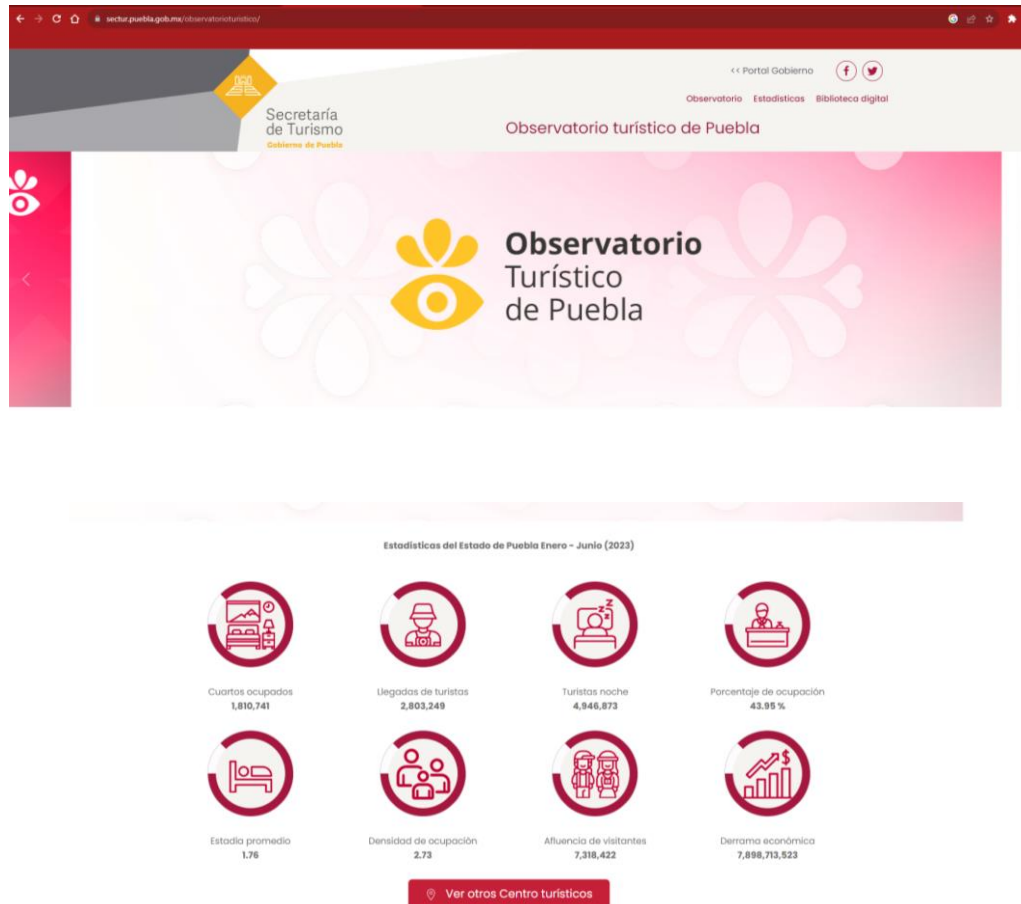 sectur.puebla.gob.mx/observatorioturistico/
<< Portal Gobierno
Observatorio Estadísticas Biblioteca digital
Secretaría
de Turismo
Gobierno de Puebla
Observatorio turístico de Puebla
Observatorio
Turístico
de Puebla
Estadísticas del Estado de Puebla Enero - Junio (2023)
Cuartos ocupados
1,810,741
Llegadas de turistas
2,803,249
Turistas noche
4,946,873
Porcentaje de ocupación
43.95 %
Estadía promedio
1.76
Densidad de ocupación
2.73
Afluencia de visitantes
7,318,422
Derrama económica
7,898,713,523
Ver otros Centro turísticos